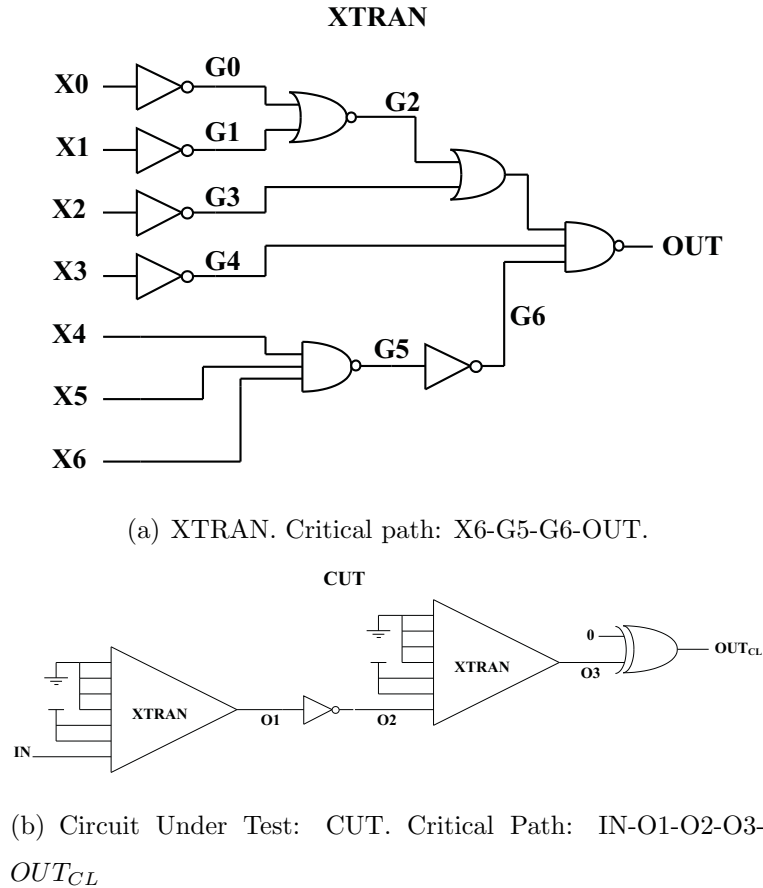 XTRAN
X0
G0
X1
G1
G2
X2
G3
X3
G4
OUT
X4
G5
G6
X5
X6
(a) XTRAN. Critical path: X6-G5-G6-OUT.
CUT
0
XTRAN
OUT_CL
O3
XTRAN
O1
O2
IN
(b) Circuit Under Test: CUT. Critical Path: IN-O1-O2-O3-
OUT_CL